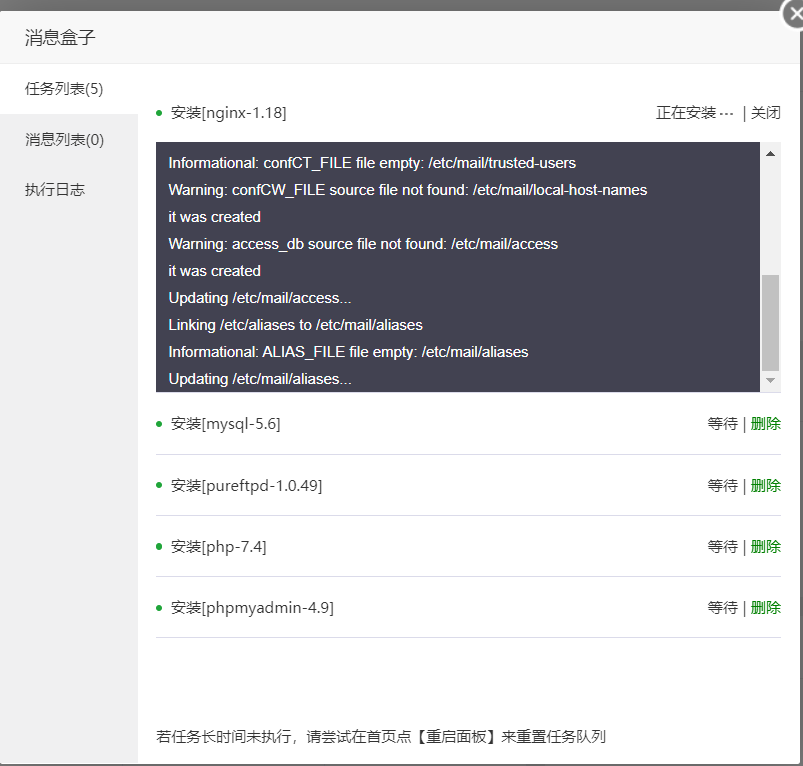 消息盒子
任务列表(5)
消息列表(0)
执行日志
安装[nginx-1.18] 正在安装 ··· | 关闭
Informational: confCT_FILE file empty: /etc/mail/trusted-users
Warning: confCW_FILE source file not found: /etc/mail/local-host-names
it was created
Warning: access_db source file not found: /etc/mail/access
it was created
Updating /etc/mail/access...
Linking /etc/aliases to /etc/mail/aliases
Informational: ALIAS_FILE file empty: /etc/mail/aliases
Updating /etc/mail/aliases...
安装[mysql-5.6] 等待 | 删除
安装[pureftpd-1.0.49] 等待 | 删除
安装[php-7.4] 等待 | 删除
安装[phpmyadmin-4.9] 等待 | 删除
若任务长时间未执行，请尝试在首页点【重启面板】来重置任务队列